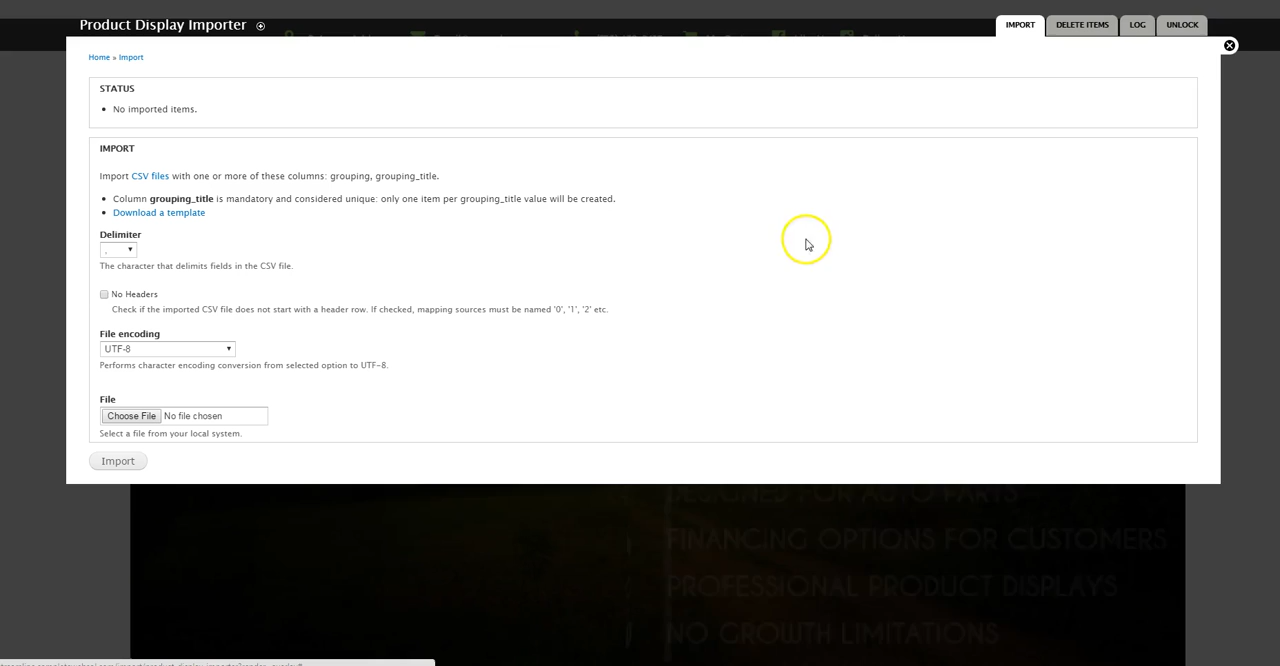 Product Display Importer
IMPORT
DELETE ITEMS
LOG
UNLOCK
Home » Import
STATUS
No imported items.
IMPORT
Import CSV files with one or more of these columns: grouping, grouping_title.
Column grouping_title is mandatory and considered unique: only one item per grouping_title value will be created.
Download a template
Delimiter
,
The character that delimits fields in the CSV file.
No Headers
Check if the imported CSV file does not start with a header row. If checked, mapping sources must be named '0', '1', '2' etc.
File encoding
UTF-8
Performs character encoding conversion from selected option to UTF-8.
File
Choose File No file chosen
Select a file from your local system.
Import
DESIGNED FOR AUTO PARTS
FINANCING OPTIONS FOR CUSTOMERS
PROFESSIONAL PRODUCT DISPLAYS
NO GROWTH LIMITATIONS